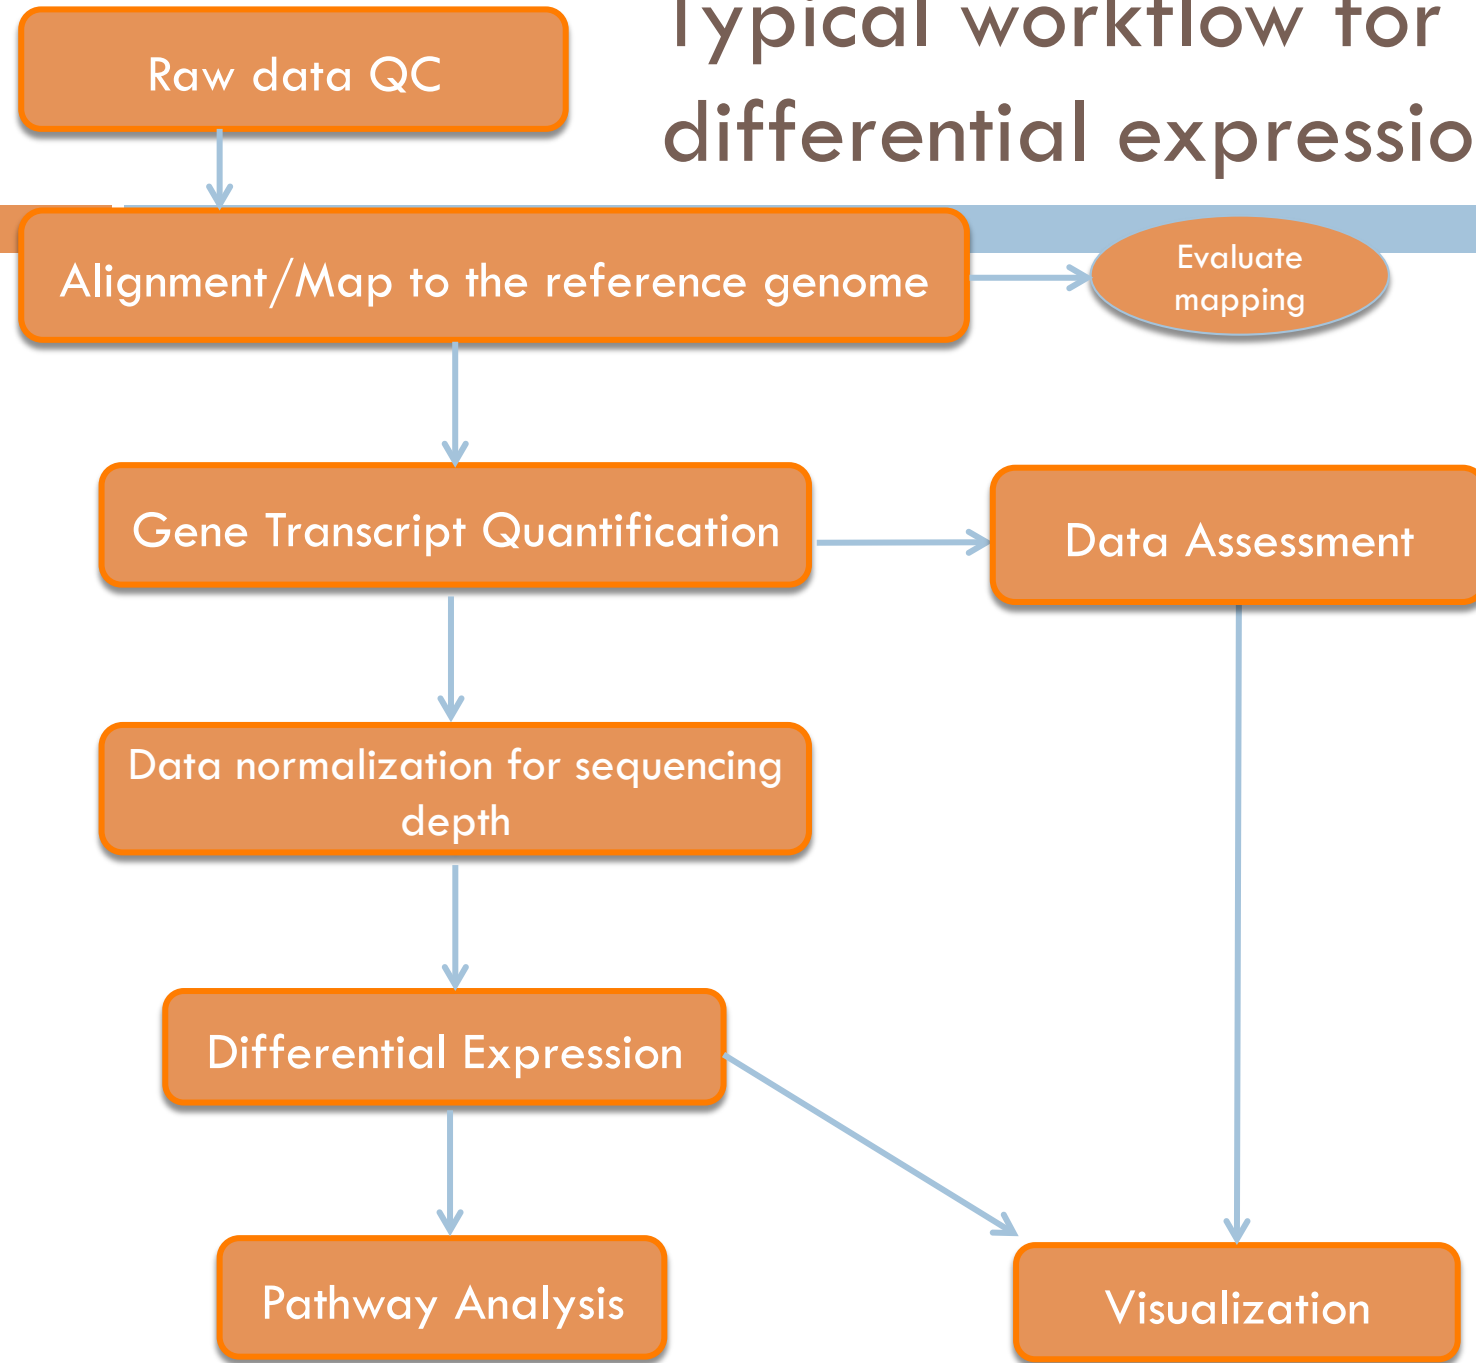 Typical workflow for
differential expressio
Raw data QC
Alignment/Map to the reference genome
Evaluate
mapping
Gene Transcript Quantification
Data Assessment
Data normalization for sequencing
depth
Differential Expression
Pathway Analysis
Visualization